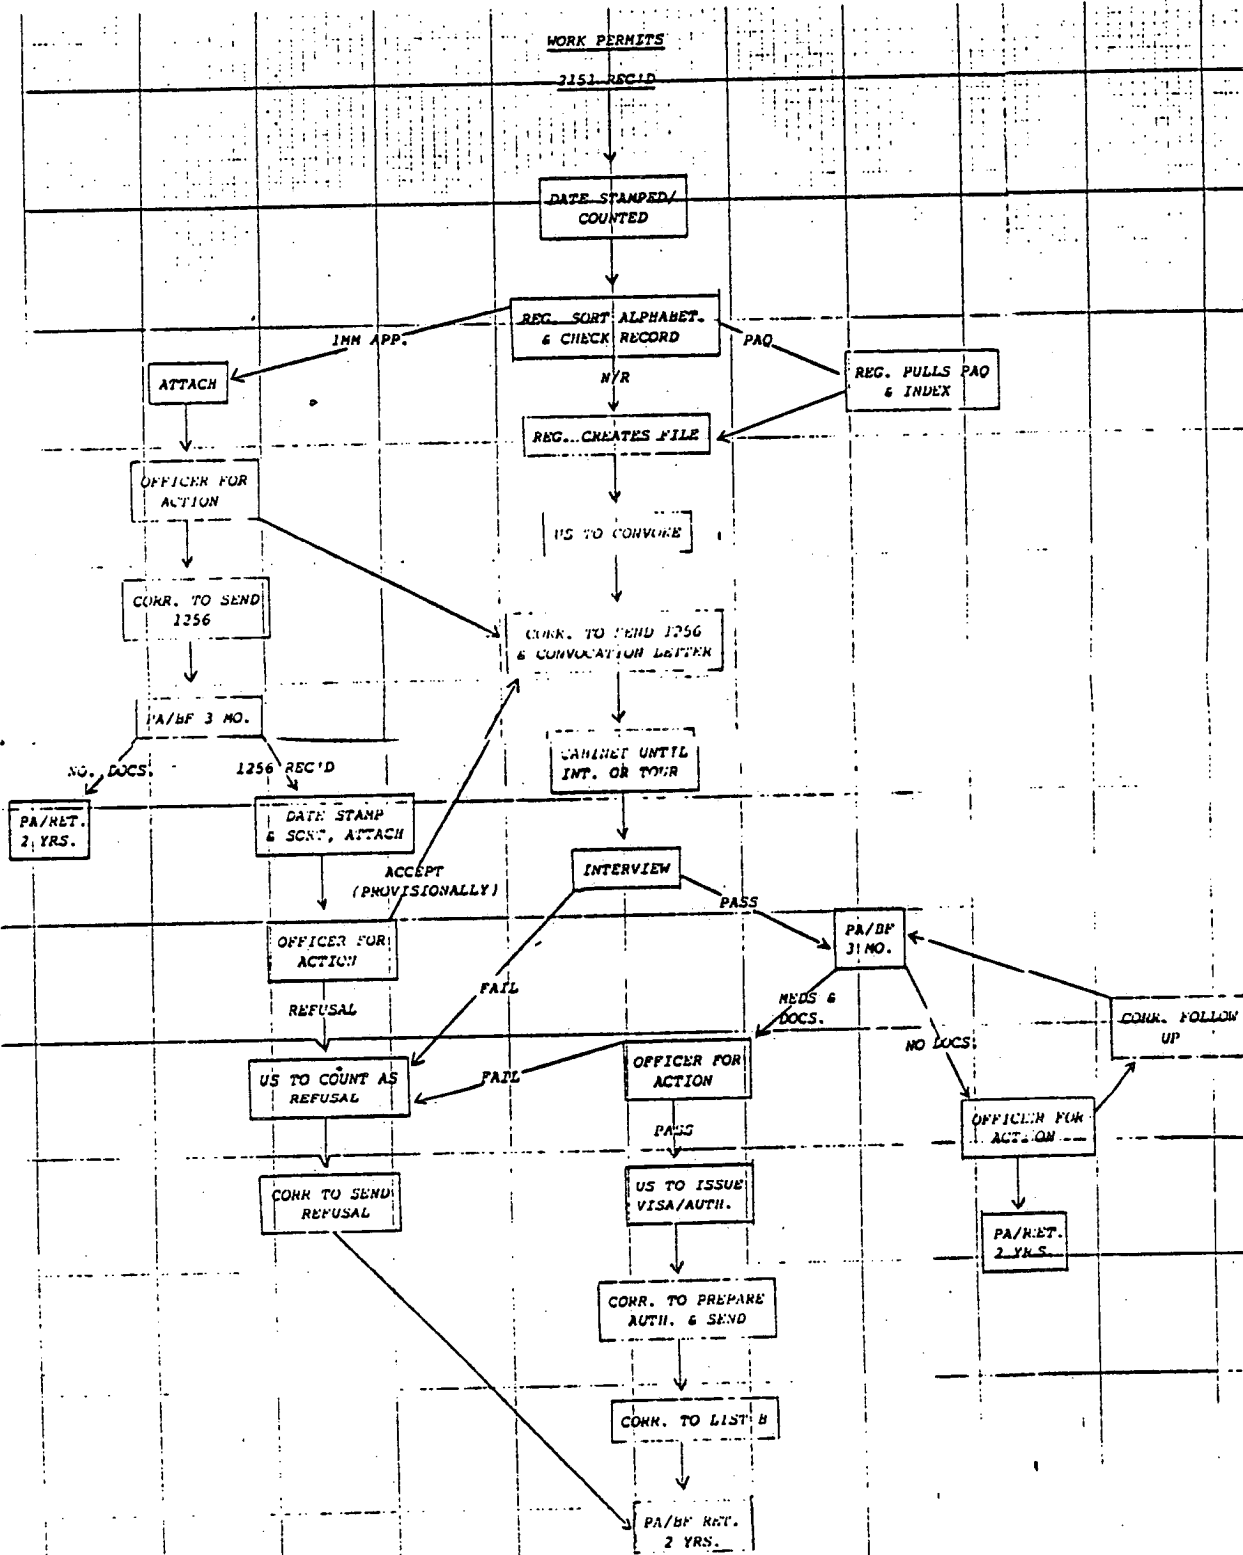 WORK PERMITS
2151 REC'D
DATE STAMPED/
COUNTED
REG. SORT ALPHABET.
& CHECK RECORD
IMM APP.
PAQ
N/R
ATTACH
REG. PULLS PAQ
& INDEX
REG. CREATES FILE
OFFICER FOR
ACTION
US TO CONVOKE
CORR. TO SEND
1256
CORR. TO SEND 1256
& CONVOCATION LETTER
PA/BF 3 MO.
NO. DOCS.
1256 REC'D
CABINET UNTIL
INT. OR TOUR
PA/RET.
2 YRS.
DATE STAMP
& SORT, ATTACH
ACCEPT
(PROVISIONALLY)
INTERVIEW
PASS
PA/BF
3 MO.
OFFICER FOR
ACTION
FAIL
REFUSAL
MEDS &
DOCS.
NO DOCS.
CORR. FOLLOW
UP
US TO COUNT AS
REFUSAL
FAIL
OFFICER FOR
ACTION
OFFICER FOR
ACTION
PASS
CORR TO SEND
REFUSAL
US TO ISSUE
VISA/AUTH.
PA/RET.
2 YRS.
CORR. TO PREPARE
AUTH. & SEND
CORR. TO LIST B
PA/BF RET.
2 YRS.